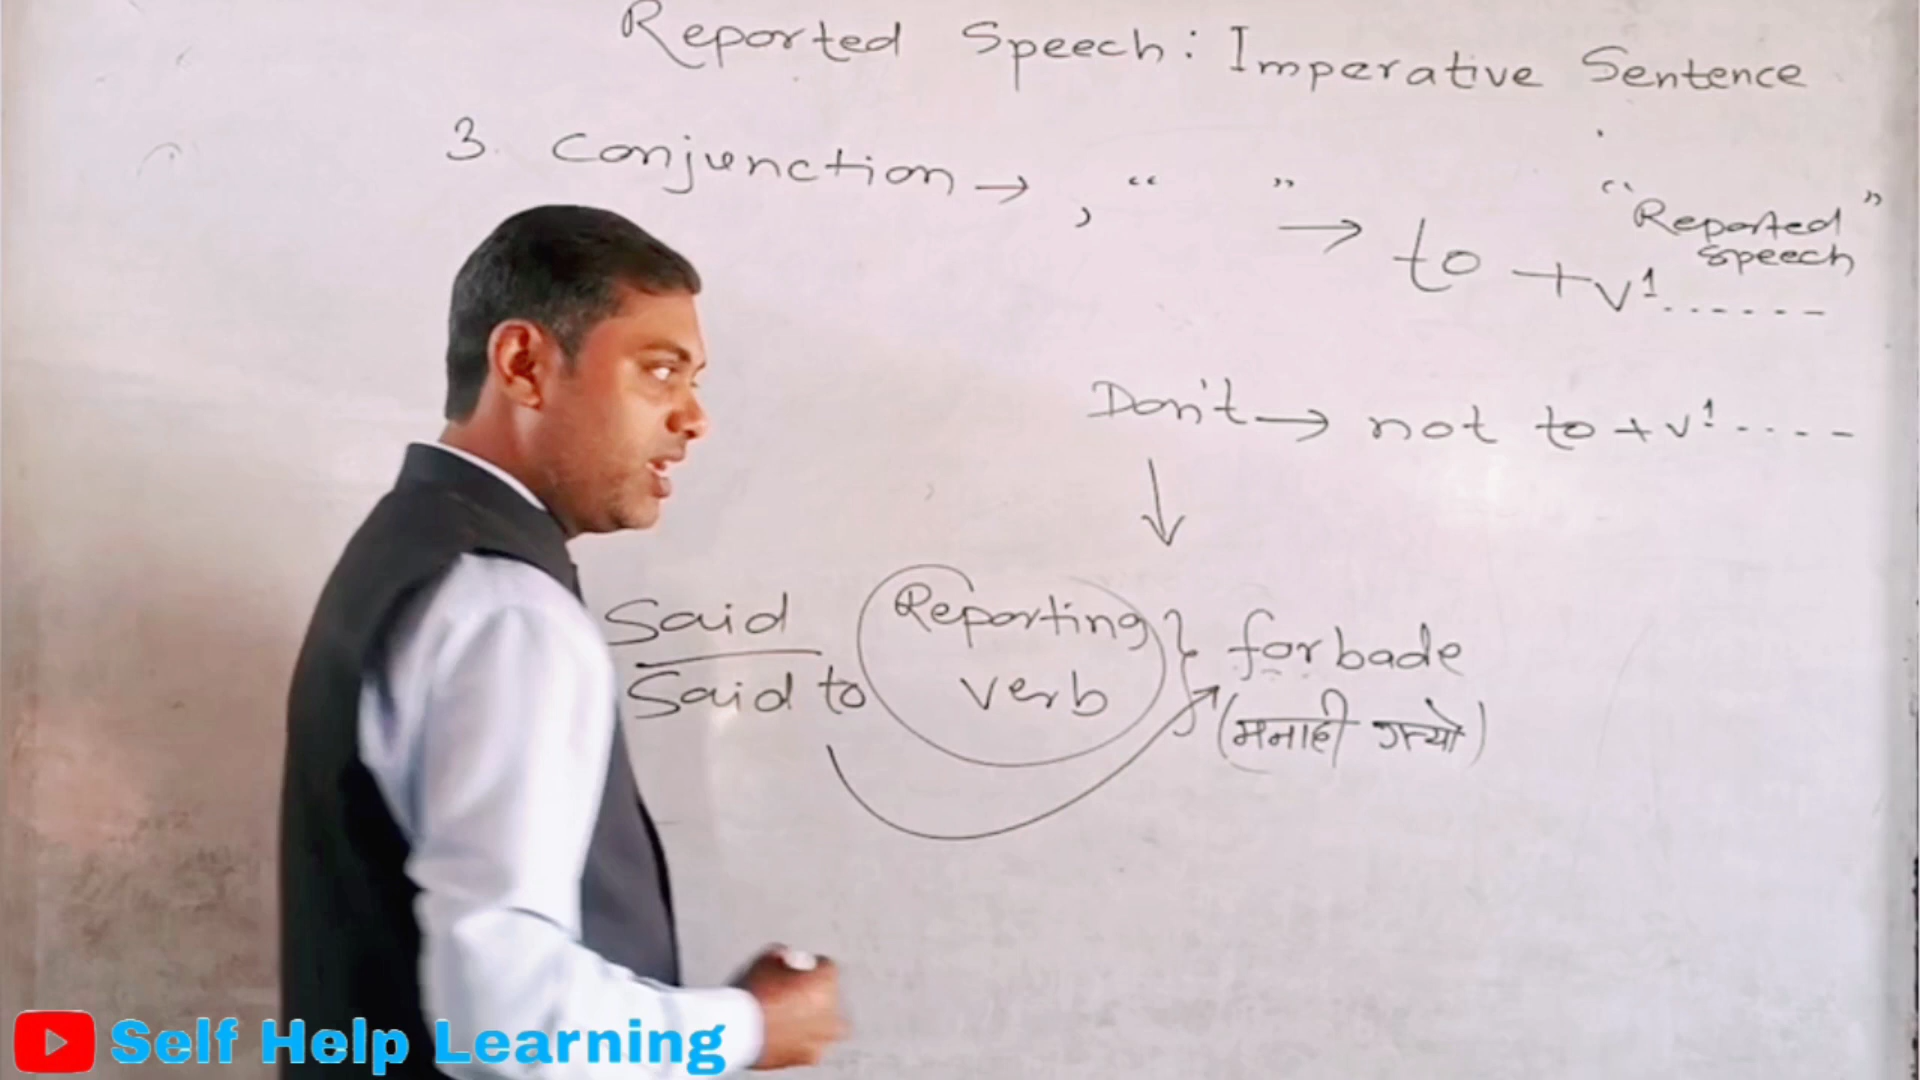 Reported Speech: Imperative Sentence
3. Conjunction → , “ ” → to + v¹ ......
“Reported Speech”
Don't → not to + v¹ ....
Said Reporting } forbade
Said to verb (मनाही गर्‍यो)
Self Help Learning